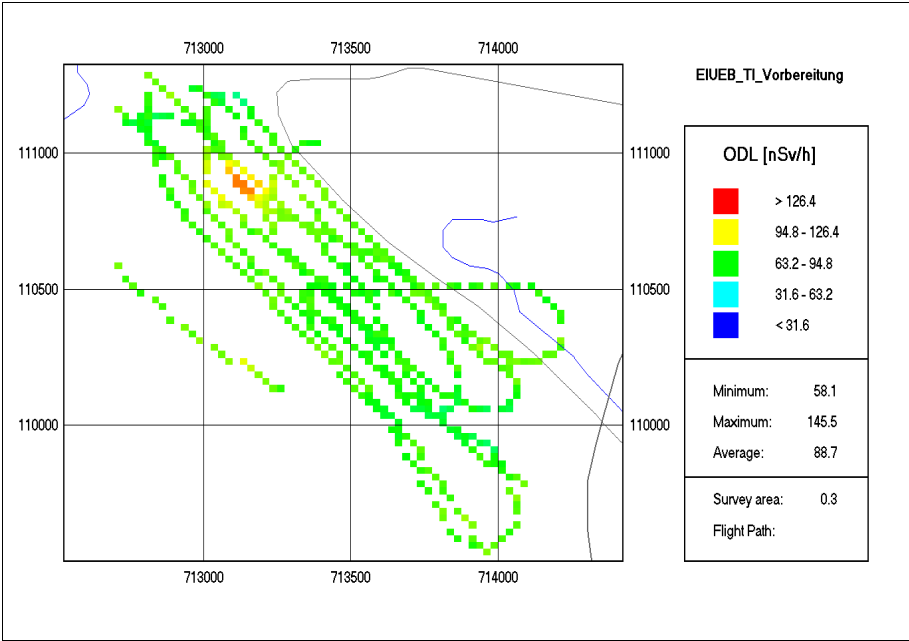 713000 713500 714000
EIUEB_TI_Vorbereitung
111000 111000
ODL [nSv/h]
> 126.4
94.8 - 126.4
63.2 - 94.8
31.6 - 63.2
< 31.6
110500 110500
Minimum: 58.1
Maximum: 145.5
Average: 88.7
110000 110000
Survey area: 0.3
Flight Path:
713000 713500 714000